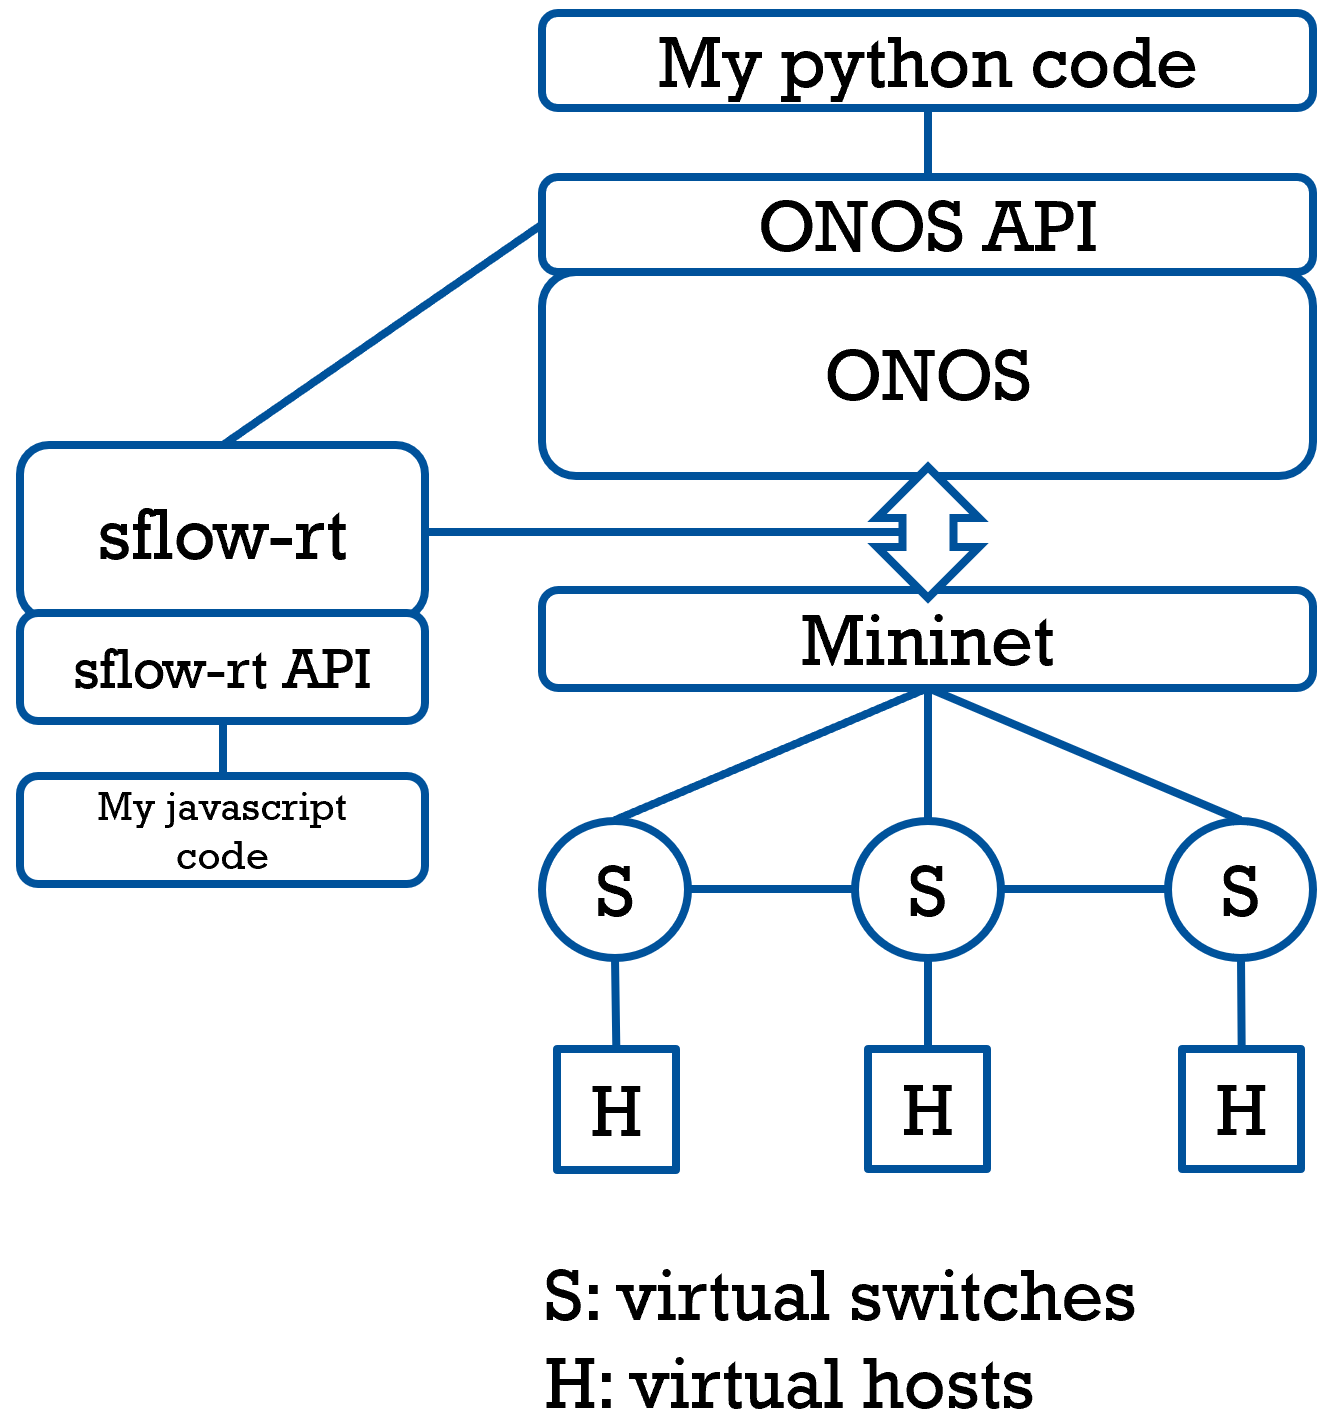 My python code
ONOS API
ONOS
sflow-rt
sflow-rt API
My javascript
code
Mininet
S
S
S
H
H
H
S: virtual switches
H: virtual hosts